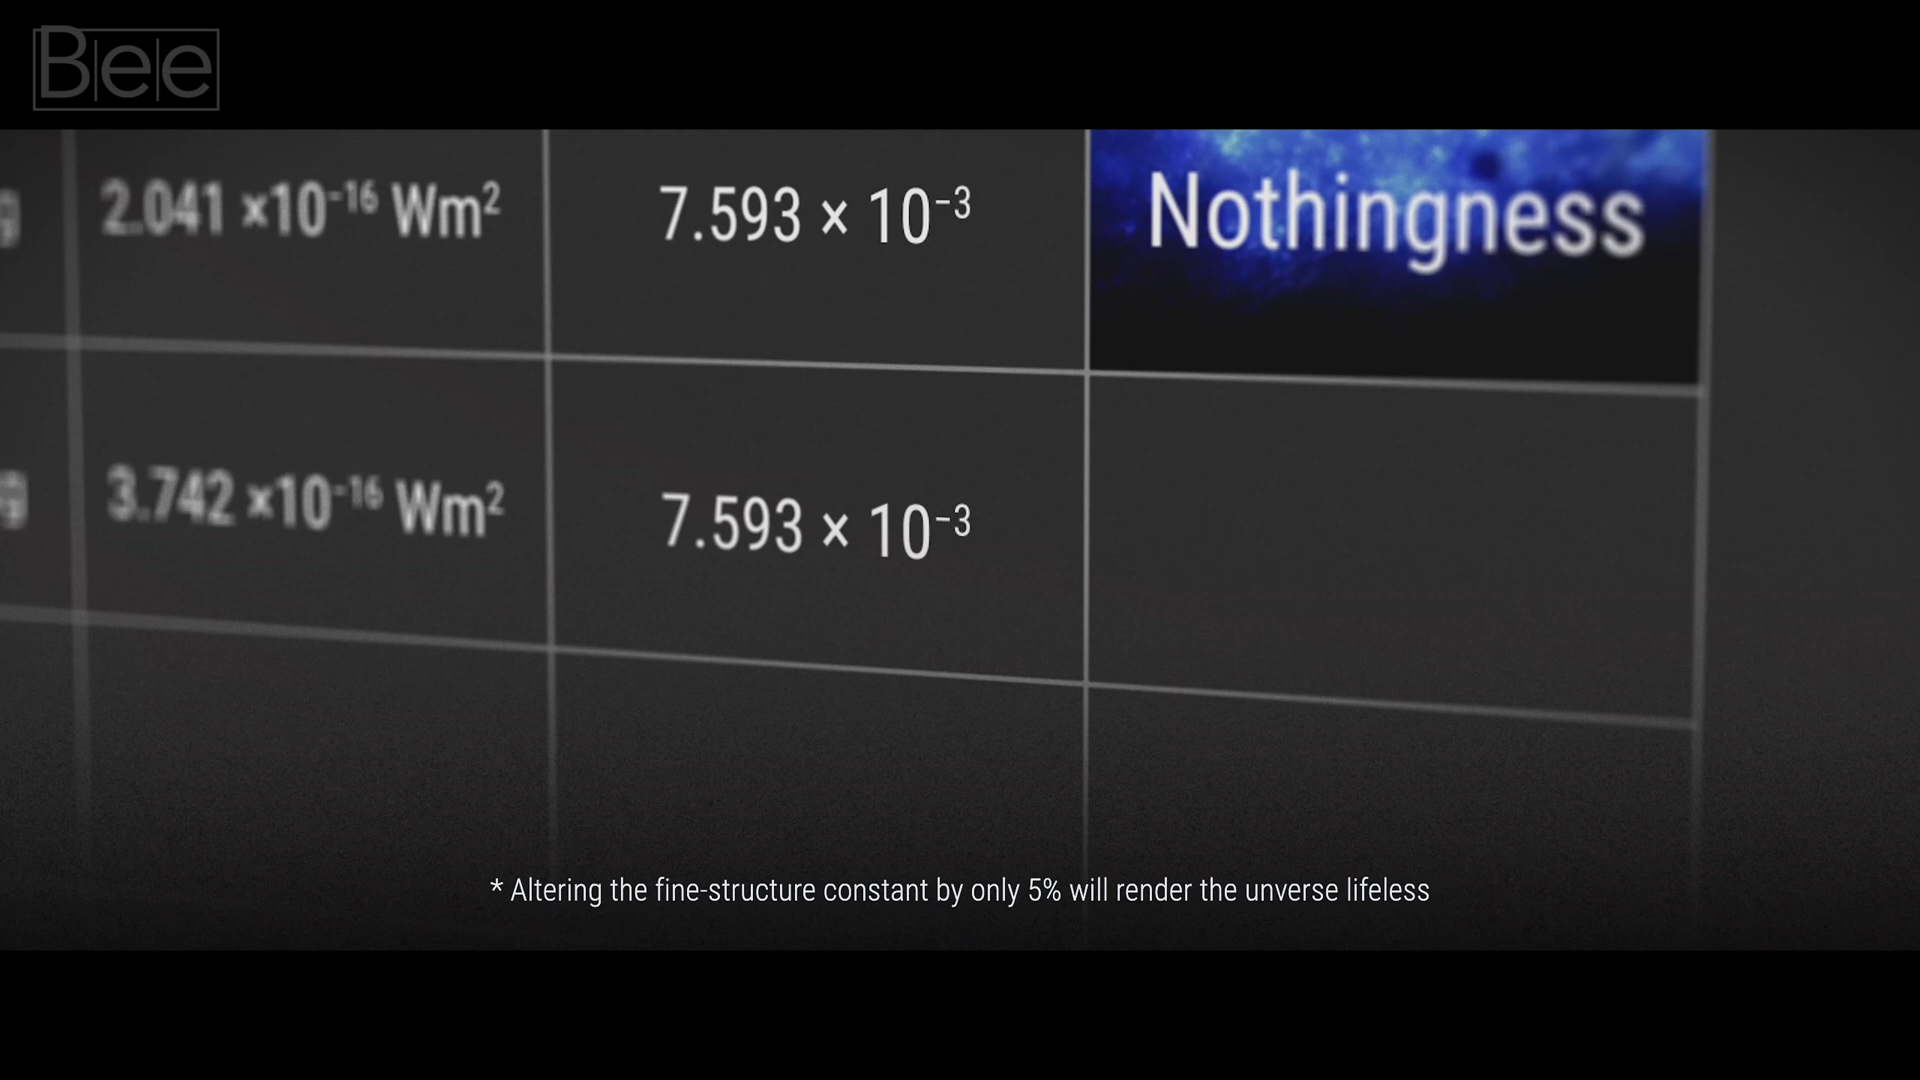 Bee
2.041 ×10⁻¹⁶ Wm² 7.593 × 10⁻³ Nothingness
3.742 ×10⁻¹⁶ Wm² 7.593 × 10⁻³
* Altering the fine-structure constant by only 5% will render the unverse lifeless